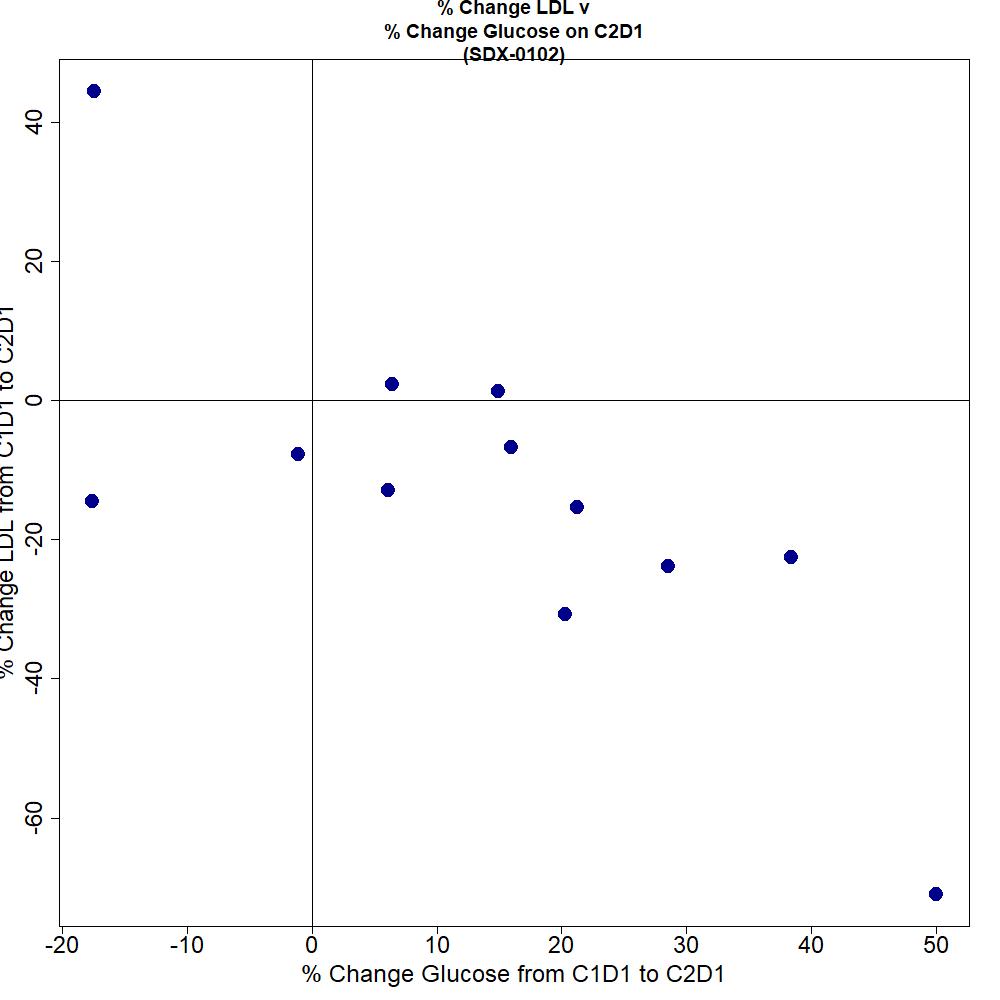 % Change LDL v
% Change Glucose on C2D1
(SDX-0102)
% Change LDL from C1D1 to C2D1
40
20
0
-20
-40
-60
-20 -10 0 10 20 30 40 50
% Change Glucose from C1D1 to C2D1